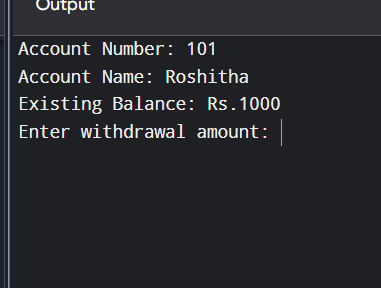 Output
Account Number: 101
Account Name: Roshitha
Existing Balance: Rs.1000
Enter withdrawal amount: